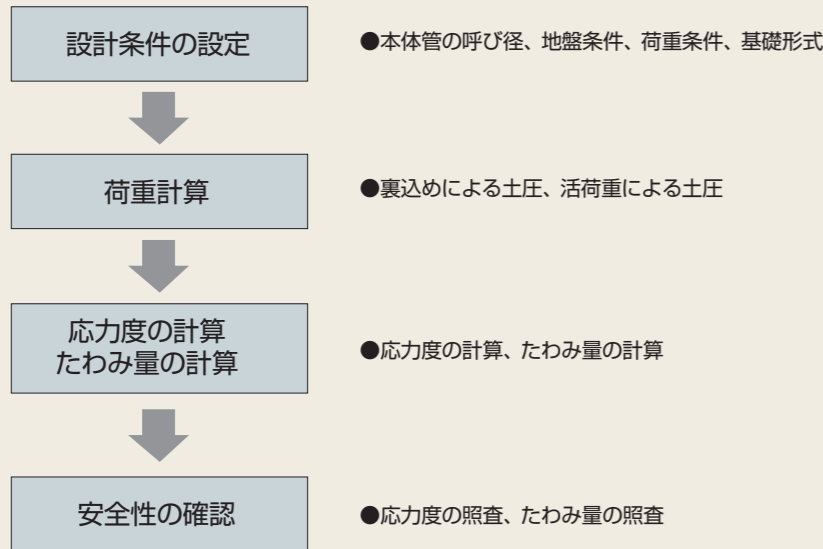 設計条件の設定
●本体管の呼び径、地盤条件、荷重条件、基礎形式
荷重計算
●裏込めによる土圧、活荷重による土圧
応力度の計算
たわみ量の計算
●応力度の計算、たわみ量の計算
安全性の確認
●応力度の照査、たわみ量の照査